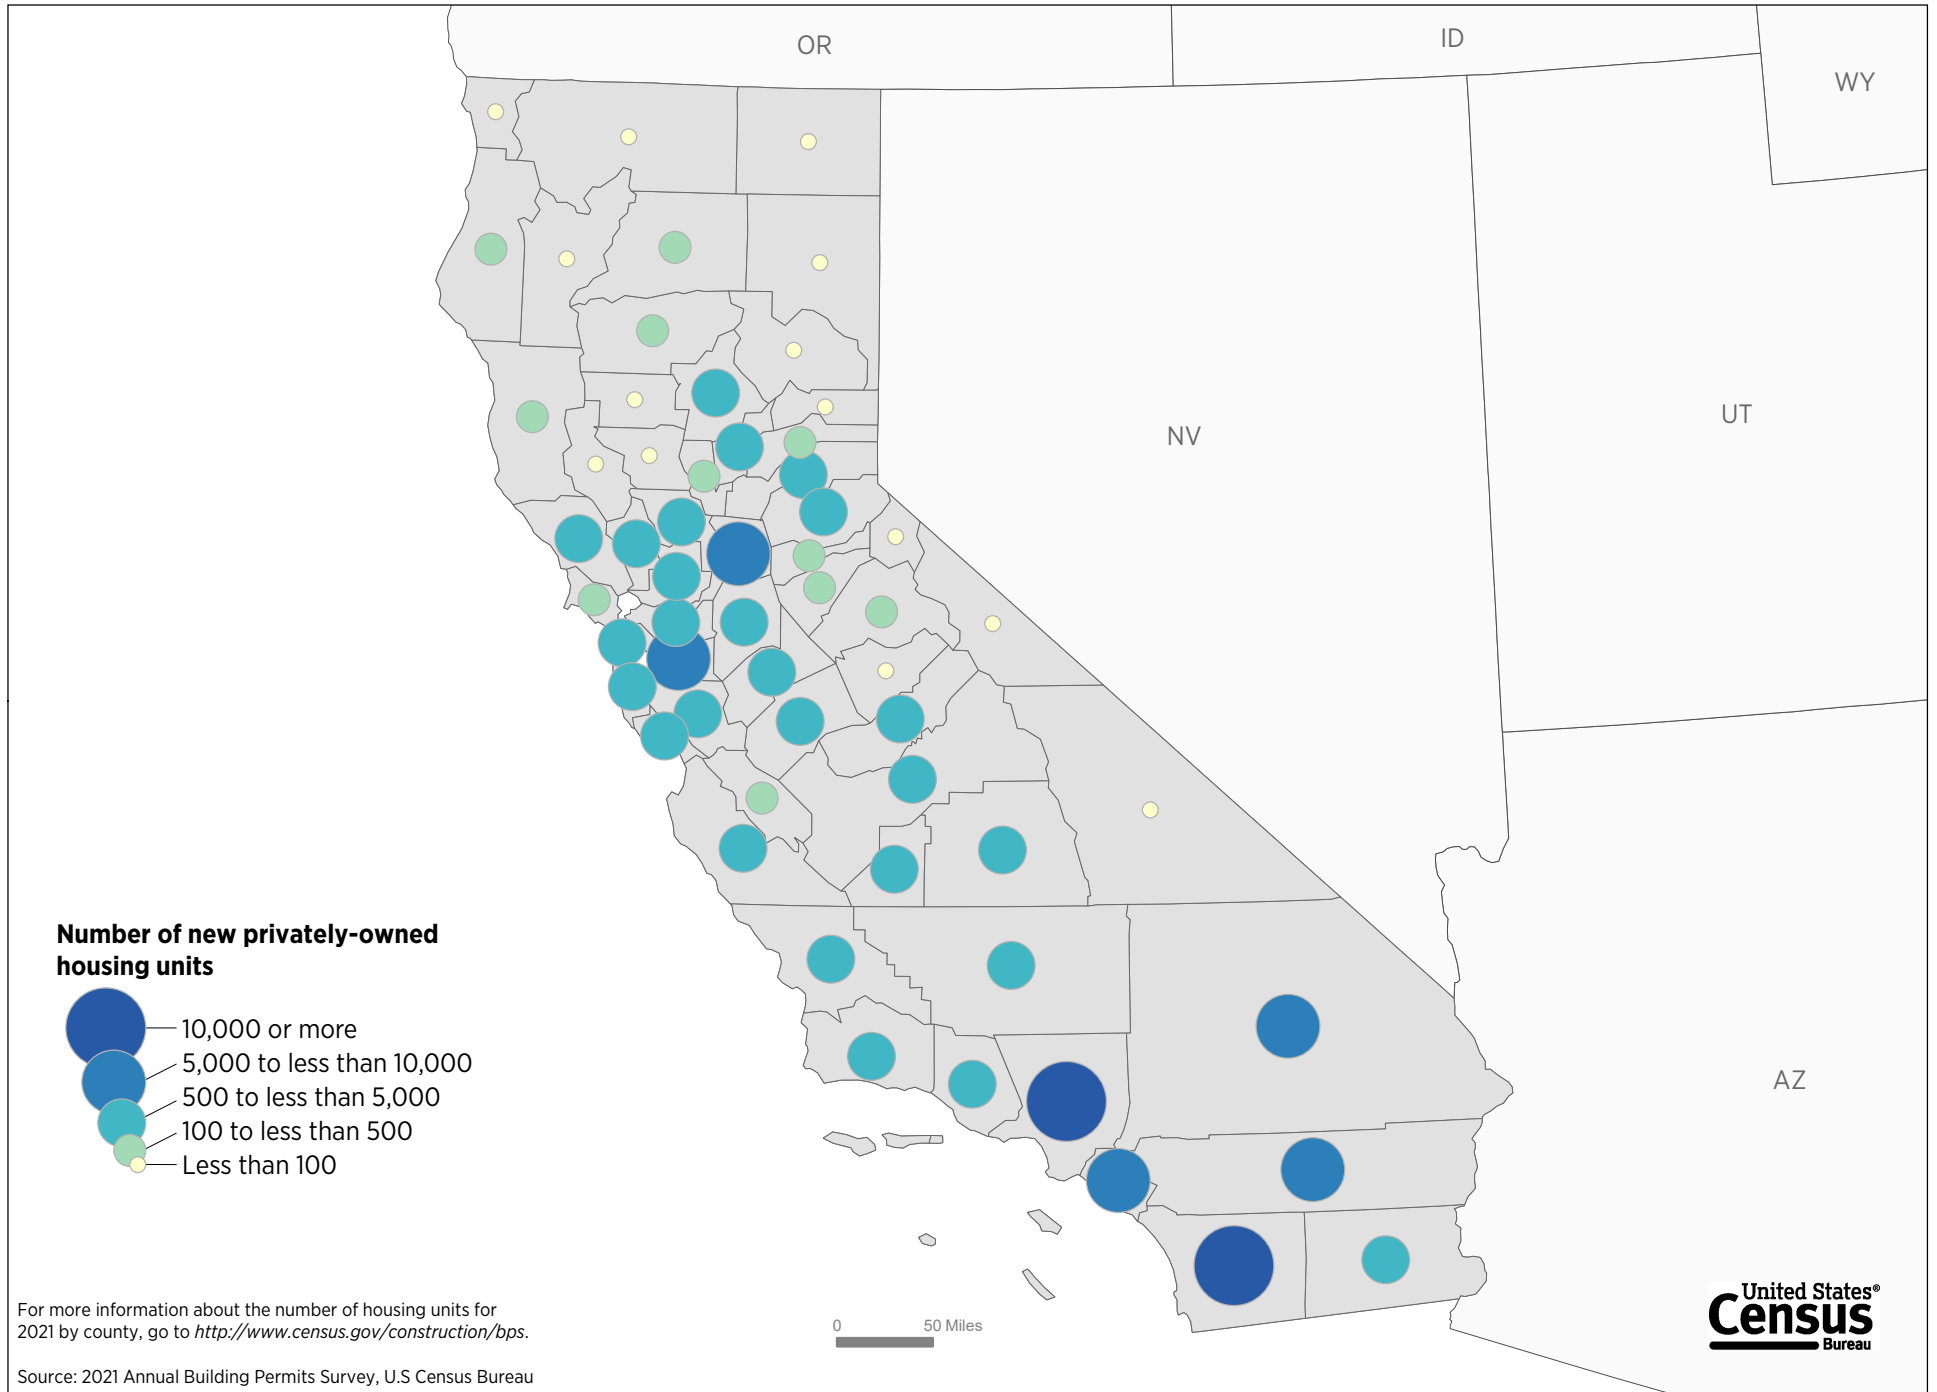 OR
ID
WY
NV
UT
AZ
Number of new privately-owned
housing units
10,000 or more
5,000 to less than 10,000
500 to less than 5,000
100 to less than 500
Less than 100
For more information about the number of housing units for
2021 by county, go to http://www.census.gov/construction/bps.
Source: 2021 Annual Building Permits Survey, U.S Census Bureau
0 50 Miles
United States®
Census
Bureau